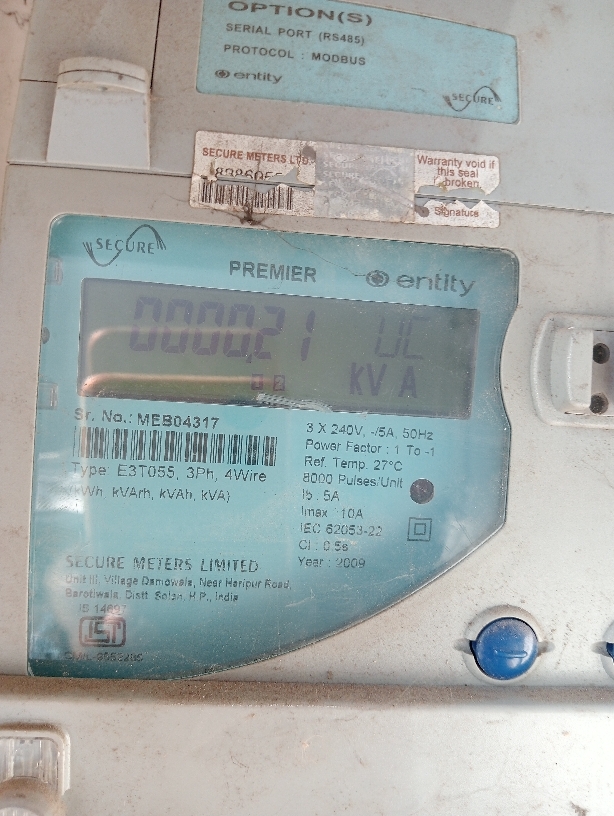 OPTION(S)
SERIAL PORT (RS485)
PROTOCOL : MODBUS
entity
SECURE
SECURE METERS LTD.
Warranty void if
this seal
broken.
Signature
SECURE
PREMIER
entity
kVA
Sr. No.: MEB04317
Type: E3T055, 3Ph, 4Wire
(kWh, kVArh, kVAh, kVA)
3 X 240V, -/5A, 50Hz
Power Factor : 1 To -1
Ref. Temp. 27°C
8000 Pulses/Unit
Ib : 5A
Imax : 10A
IEC 62053-22
Cl : 0.5s
Year : 2009
SECURE METERS LIMITED
Unit III, Village Damowala, Near Haripur Road,
Barotiwala, Distt. Solan, H.P., India
IS 14697